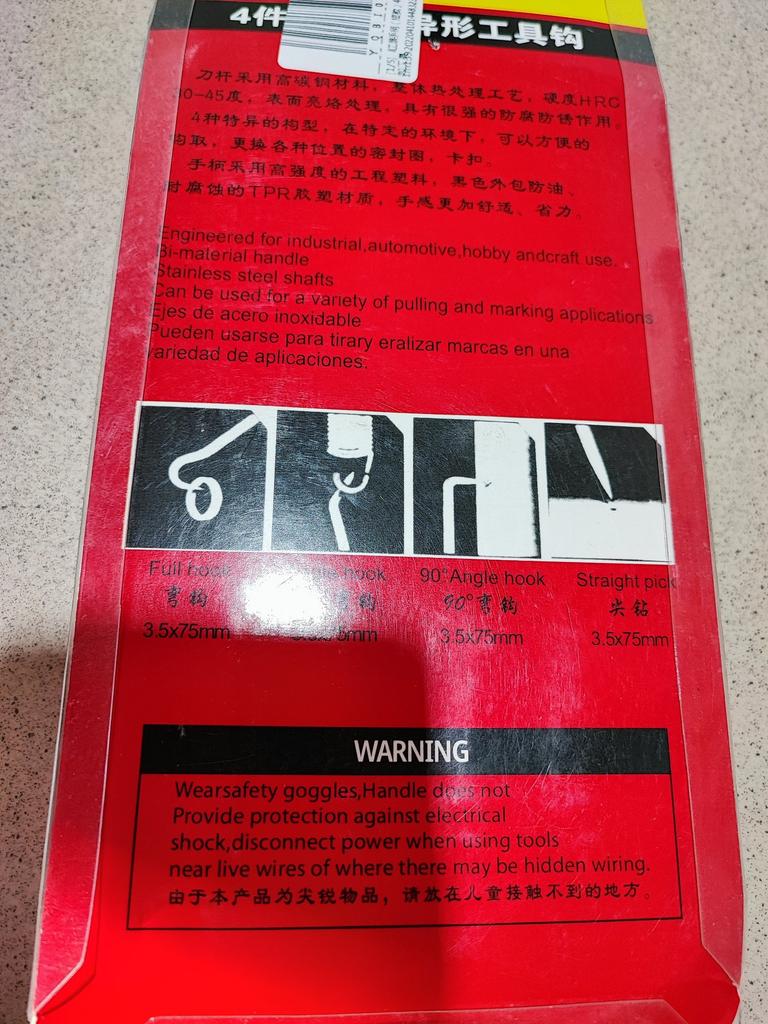 4件 异形工具钩
YQBI0
刀杆采用高碳钢材料，整体热处理工艺，硬度HRC
40-45度，表面亮烙处理，具有很强的防腐防锈作用。
4种特异的构型，在特定的环境下，可以方便的
构取，更换各种位置的密封图，卡扣。
手柄采用高强度的工程塑料，黑色外包防油、
耐腐蚀的TPR胶塑材质，手感更加舒适、省力。
Engineered for industrial,automotive,hobby andcraft use.
Bi-material handle
Stainless steel shafts
Can be used for a variety of pulling and marking applications
Ejes de acero inoxidable
Pueden usarse para tirary eralizar marcas en una
variedad de aplicaciones.
Full hook hook 90°Angle hook Straight pick
弯钩 弯钩 90°弯钩 尖钻
3.5x75mm 3.5x75mm 3.5x75mm 3.5x75mm
WARNING
Wearsafety goggles,Handle does not
Provide protection against electrical
shock,disconnect power when using tools
near live wires of where there may be hidden wiring.
由于本产品为尖锐物品，请放在儿童接触不到的地方。